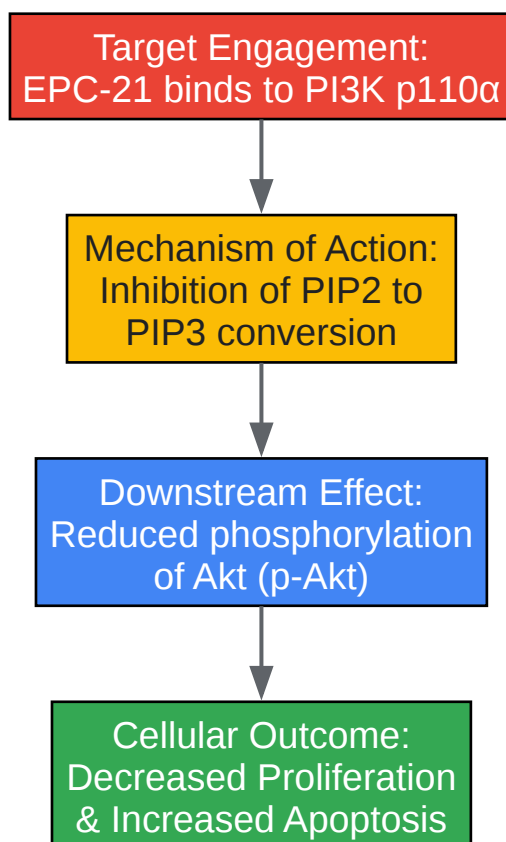 Target Engagement:
EPC-21 binds to PI3K p110α
Mechanism of Action:
Inhibition of PIP2 to
PIP3 conversion
Downstream Effect:
Reduced phosphorylation
of Akt (p-Akt)
Cellular Outcome:
Decreased Proliferation
& Increased Apoptosis